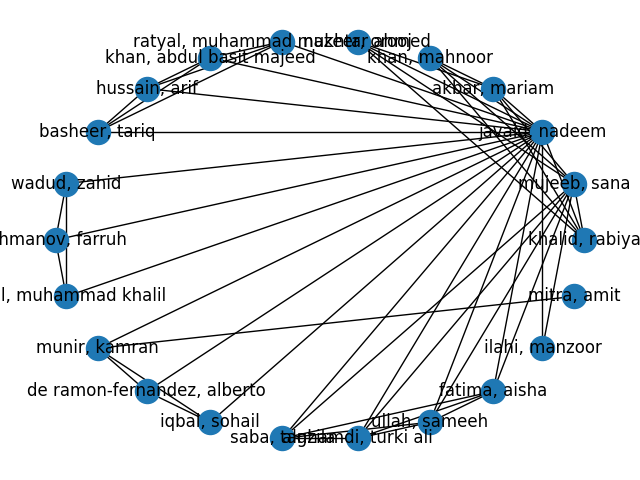 ratyal, muhammad mazhar
mukhtar, ahmed
khan, abdul basit majeed
khan, mahnoor
hussain, arif
akbar, mariam
basheer, tariq
javaid, nadeem
wadud, zahid
mujeeb, sana
hmanov, farruh
khalid, rabiya
l, muhammad khalil
mitra, amit
munir, kamran
ilahi, manzoor
de ramon-fernandez, alberto
fatima, aisha
iqbal, sohail
ullah, sameeh
saba, tanzila
turki ali